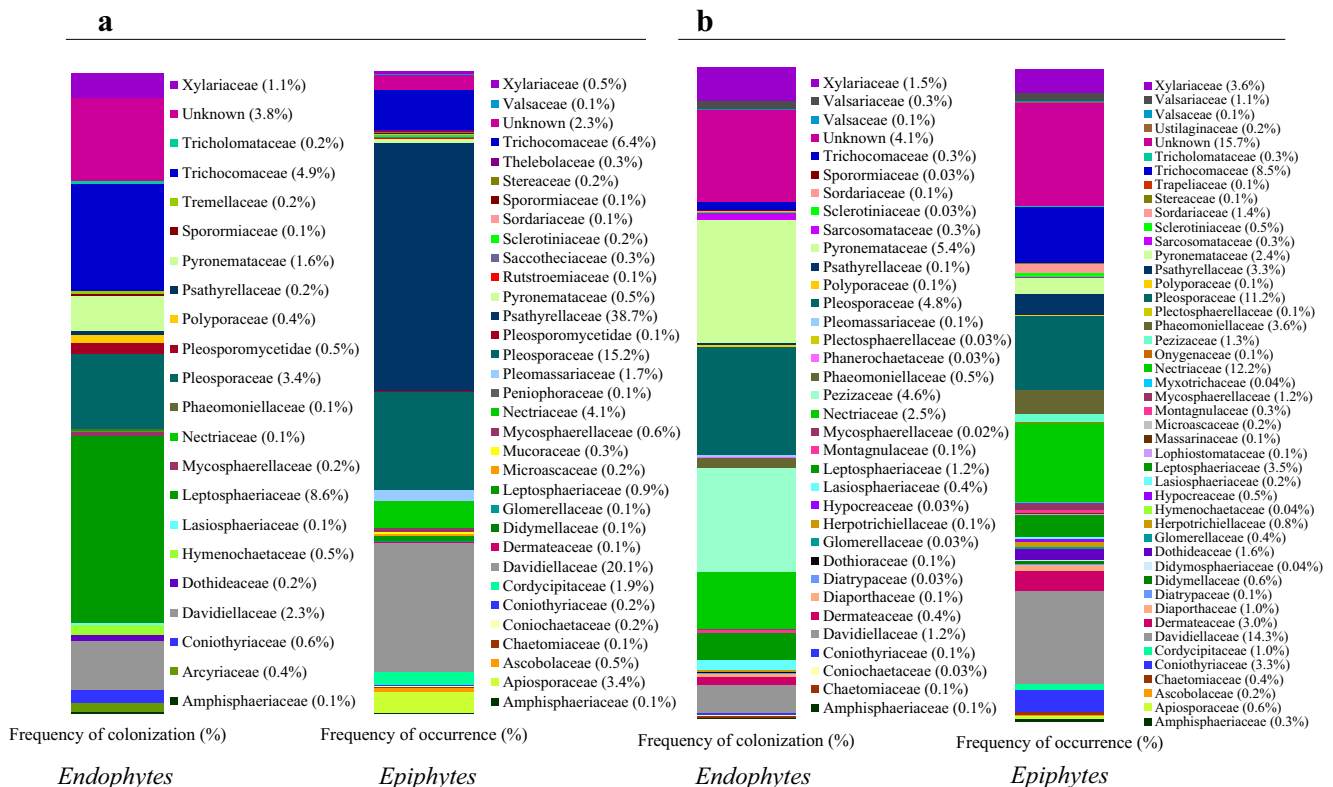 a
b
Xylariaceae (1.1%)
Unknown (3.8%)
Tricholomataceae (0.2%)
Trichocomaceae (4.9%)
Tremellaceae (0.2%)
Sporormiaceae (0.1%)
Pyronemataceae (1.6%)
Psathyrellaceae (0.2%)
Polyporaceae (0.4%)
Pleosporomycetidae (0.5%)
Pleosporaceae (3.4%)
Phaeomoniellaceae (0.1%)
Nectriaceae (0.1%)
Mycosphaerellaceae (0.2%)
Leptosphaeriaceae (8.6%)
Lasiosphaeriaceae (0.1%)
Hymenochaetaceae (0.5%)
Dothideaceae (0.2%)
Davidiellaceae (2.3%)
Coniothyriaceae (0.6%)
Arcyriaceae (0.4%)
Amphisphaeriaceae (0.1%)
Frequency of colonization (%)
Endophytes
Xylariaceae (0.5%)
Valsaceae (0.1%)
Unknown (2.3%)
Trichocomaceae (6.4%)
Thelebolaceae (0.3%)
Stereaceae (0.2%)
Sporormiaceae (0.1%)
Sordariaceae (0.1%)
Sclerotiniaceae (0.2%)
Saccotheciaceae (0.3%)
Rutstroemiaceae (0.1%)
Pyronemataceae (0.5%)
Psathyrellaceae (38.7%)
Pleosporomycetidae (0.1%)
Pleosporaceae (15.2%)
Pleomassariaceae (1.7%)
Peniophoraceae (0.1%)
Nectriaceae (4.1%)
Mycosphaerellaceae (0.6%)
Mucoraceae (0.3%)
Microascaceae (0.2%)
Leptosphaeriaceae (0.9%)
Glomerellaceae (0.1%)
Didymellaceae (0.1%)
Dermateaceae (0.1%)
Davidiellaceae (20.1%)
Cordycipitaceae (1.9%)
Coniothyriaceae (0.2%)
Coniochaetaceae (0.2%)
Chaetomiaceae (0.1%)
Ascobolaceae (0.5%)
Apiosporaceae (3.4%)
Amphisphaeriaceae (0.1%)
Frequency of occurrence (%)
Epiphytes
Xylariaceae (1.5%)
Valsariaceae (0.3%)
Valsaceae (0.1%)
Unknown (4.1%)
Trichocomaceae (0.3%)
Sporormiaceae (0.03%)
Sordariaceae (0.1%)
Sclerotiniaceae (0.03%)
Sarcosomataceae (0.3%)
Pyronemataceae (5.4%)
Psathyrellaceae (0.1%)
Polyporaceae (0.1%)
Pleosporaceae (4.8%)
Pleomassariaceae (0.1%)
Plectosphaerellaceae (0.03%)
Phanerochaetaceae (0.03%)
Phaeomoniellaceae (0.5%)
Pezizaceae (4.6%)
Nectriaceae (2.5%)
Mycosphaerellaceae (0.02%)
Montagnulaceae (0.1%)
Leptosphaeriaceae (1.2%)
Lasiosphaeriaceae (0.4%)
Hypocreaceae (0.03%)
Herpotrichiellaceae (0.1%)
Glomerellaceae (0.03%)
Dothioraceae (0.1%)
Diatrypaceae (0.03%)
Diaporthaceae (0.1%)
Dermateaceae (0.4%)
Davidiellaceae (1.2%)
Coniothyriaceae (0.1%)
Coniochaetaceae (0.03%)
Chaetomiaceae (0.1%)
Amphisphaeriaceae (0.1%)
Frequency of colonization (%)
Endophytes
Xylariaceae (3.6%)
Valsariaceae (1.1%)
Valsaceae (0.1%)
Ustilaginaceae (0.2%)
Unknown (15.7%)
Tricholomataceae (0.3%)
Trichocomaceae (8.5%)
Trapeliaceae (0.1%)
Stereaceae (0.1%)
Sordariaceae (1.4%)
Sclerotiniaceae (0.5%)
Sarcosomataceae (0.3%)
Pyronemataceae (2.4%)
Psathyrellaceae (3.3%)
Polyporaceae (0.1%)
Pleosporaceae (11.2%)
Plectosphaerellaceae (0.1%)
Phaeomoniellaceae (3.6%)
Pezizaceae (1.3%)
Onygenaceae (0.1%)
Nectriaceae (12.2%)
Myxotrichaceae (0.04%)
Mycosphaerellaceae (1.2%)
Montagnulaceae (0.3%)
Microascaceae (0.2%)
Massarinaceae (0.1%)
Lophiostomataceae (0.1%)
Leptosphaeriaceae (3.5%)
Lasiosphaeriaceae (0.2%)
Hypocreaceae (0.5%)
Hymenochaetaceae (0.04%)
Herpotrichiellaceae (0.8%)
Glomerellaceae (0.4%)
Dothideaceae (1.6%)
Didymosphaeriaceae (0.04%)
Didymellaceae (0.6%)
Diatrypaceae (0.1%)
Diaporthaceae (1.0%)
Dermateaceae (3.0%)
Davidiellaceae (14.3%)
Cordycipitaceae (1.0%)
Coniothyriaceae (3.3%)
Chaetomiaceae (0.4%)
Ascobolaceae (0.2%)
Apiosporaceae (0.6%)
Amphisphaeriaceae (0.3%)
Frequency of occurrence (%)
Epiphytes